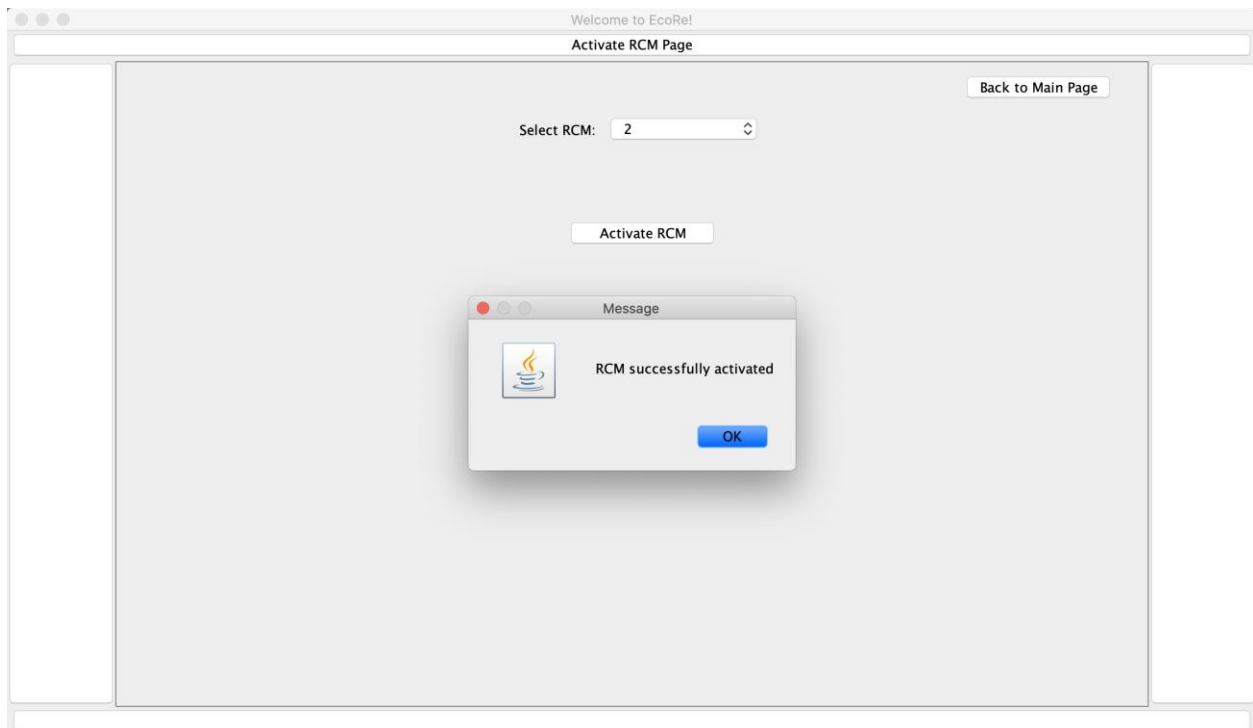 Welcome to EcoRe!
Activate RCM Page
Back to Main Page
Select RCM: 2
Activate RCM
Message
RCM successfully activated
OK